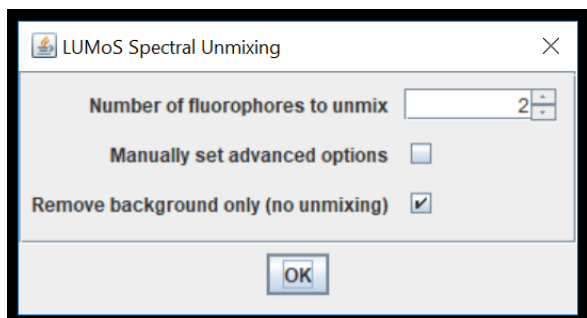 LUMoS Spectral Unmixing
Number of fluorophores to unmix 2
Manually set advanced options
Remove background only (no unmixing)
OK